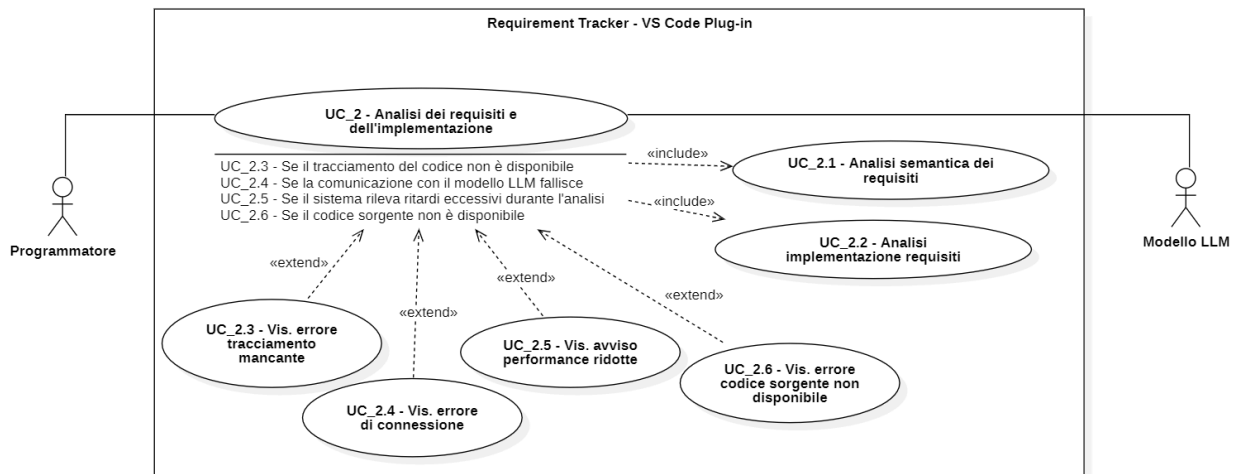 Requirement Tracker - VS Code Plug-in
UC_2 - Analisi dei requisiti e
dell'implementazione
UC_2.3 - Se il tracciamento del codice non è disponibile
UC_2.4 - Se la comunicazione con il modello LLM fallisce
UC_2.5 - Se il sistema rileva ritardi eccessivi durante l'analisi
UC_2.6 - Se il codice sorgente non è disponibile
«include»
UC_2.1 - Analisi semantica dei
requisiti
«include»
UC_2.2 - Analisi
implementazione requisiti
Programmatore
Modello LLM
«extend»
«extend»
«extend»
«extend»
UC_2.3 - Vis. errore
tracciamento
mancante
UC_2.4 - Vis. errore
di connessione
UC_2.5 - Vis. avviso
performance ridotte
UC_2.6 - Vis. errore
codice sorgente non
disponibile